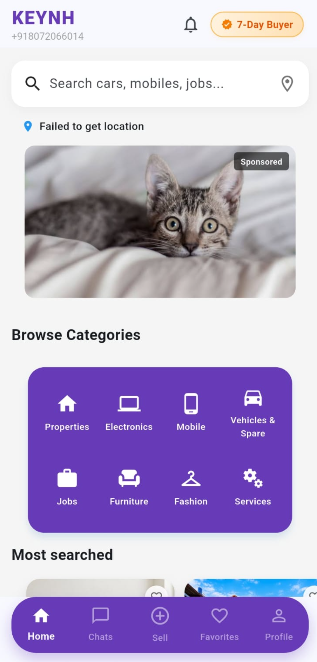 KEYNH
+918072066014
7-Day Buyer
Search cars, mobiles, jobs...
Failed to get location
Sponsored
Browse Categories
Properties
Electronics
Mobile
Vehicles &
Spare
Jobs
Furniture
Fashion
Services
Most searched
Home
Chats
Sell
Favorites
Profile